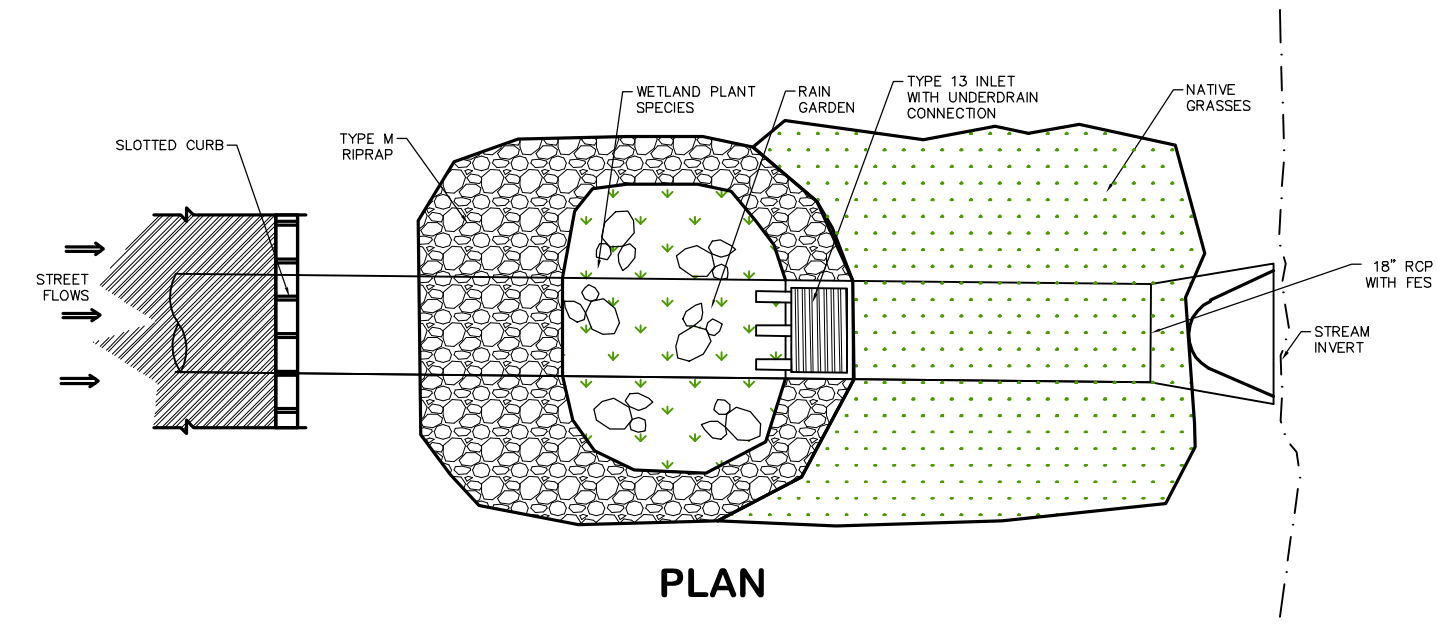 SLOTTED CURB
TYPE M
RIPRAP
WETLAND PLANT
SPECIES
RAIN
GARDEN
TYPE 13 INLET
WITH UNDERDRAIN
CONNECTION
NATIVE
GRASSES
STREET
FLOWS
18" RCP
WITH FES
STREAM
INVERT
PLAN